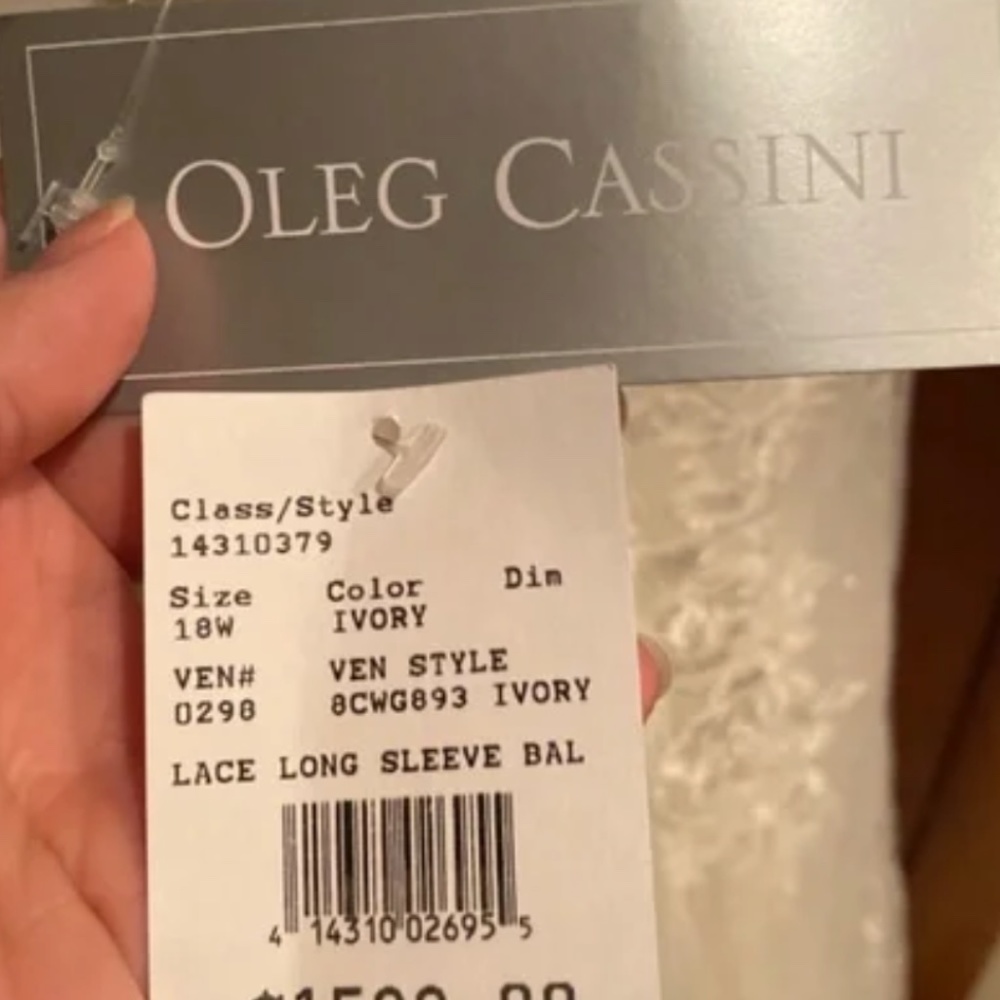 OLEG CASSINI
Class/Style
14310379
Size Color Dim
18W IVORY
VEN# VEN STYLE
0298 8CWG893 IVORY
LACE LONG SLEEVE BAL
4 14310 02695 5